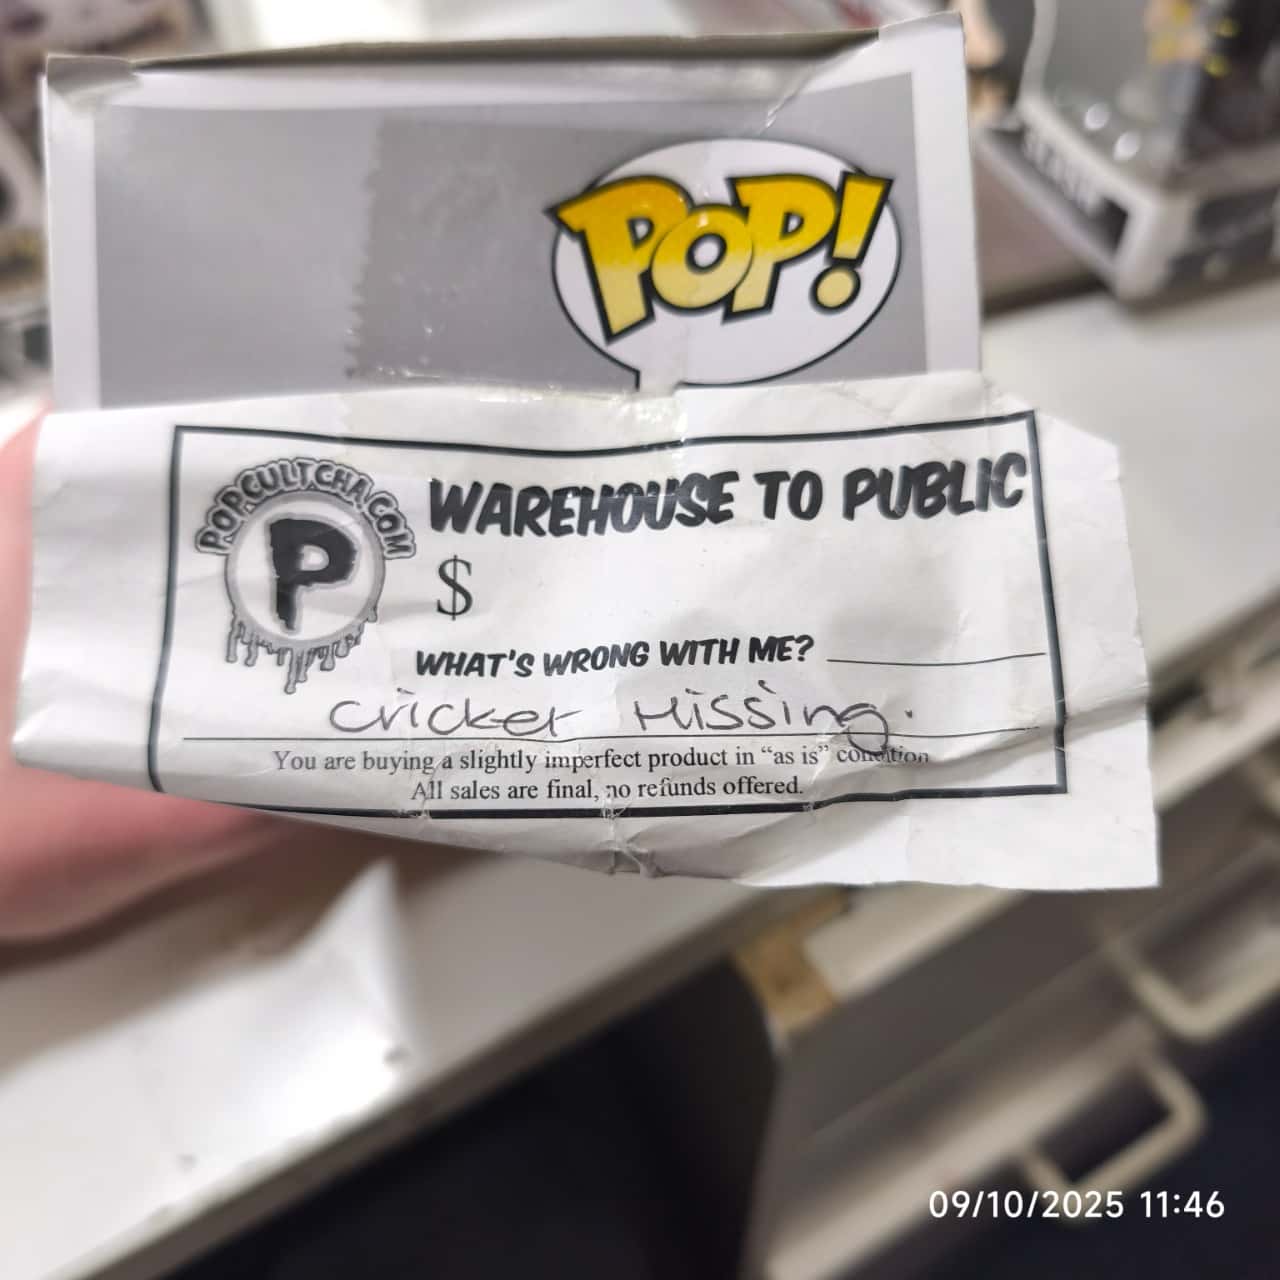 POP!
POPCULTCHA.COM
P
WAREHOUSE TO PUBLIC
$
WHAT'S WRONG WITH ME?
Cricket Missing.
You are buying a slightly imperfect product in “as is” condition
All sales are final, no refunds offered.
09/10/2025 11:46